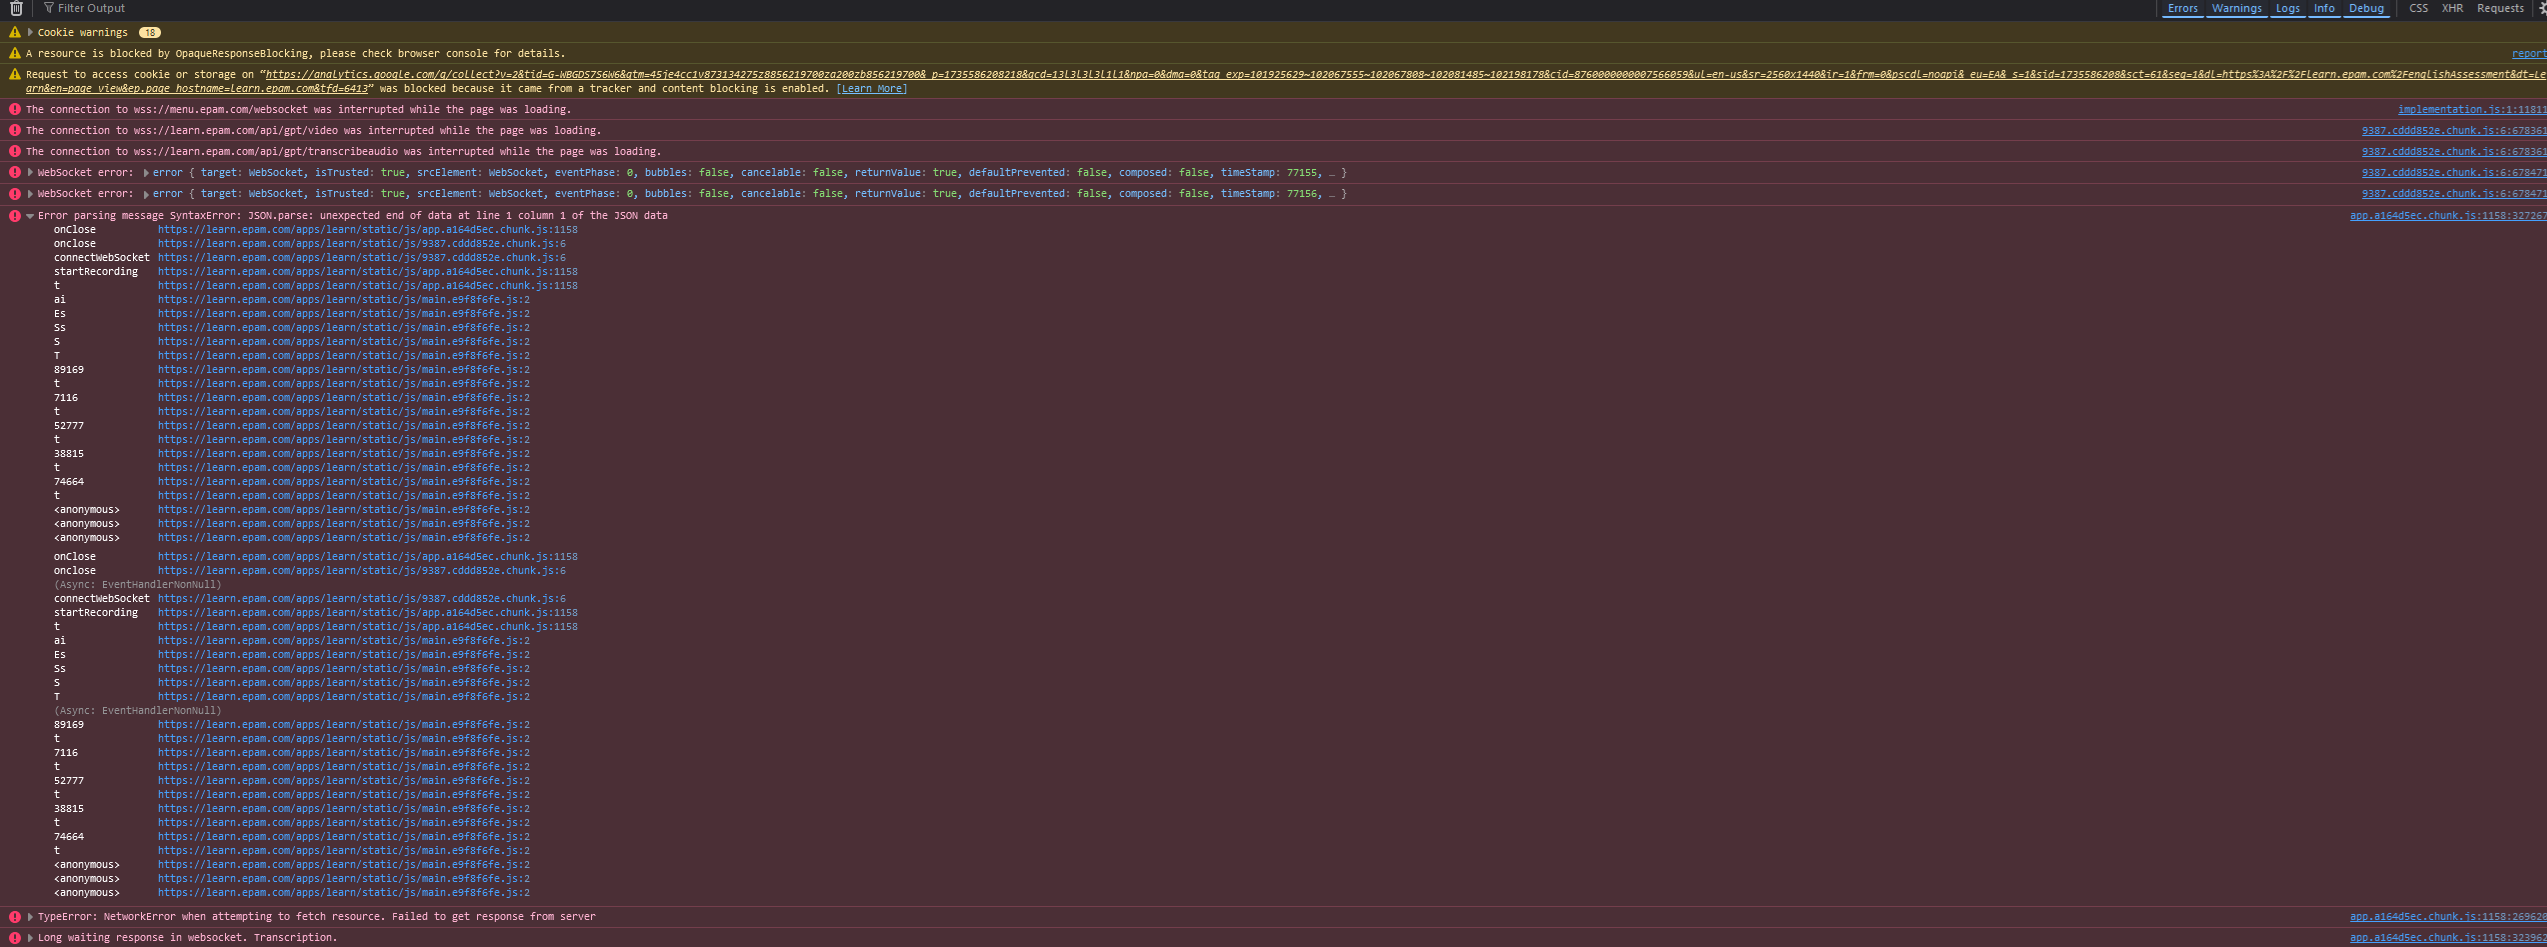 Filter Output
Errors Warnings Logs Info Debug CSS XHR Requests
Cookie warnings 18
A resource is blocked by OpaqueResponseBlocking, please check browser console for details. report
Request to access cookie or storage on “https://analytics.google.com/g/collect?v=2&tid=G-WBGDS7S6W6&gtm=45je4cc1v873134275z8856219700za200zb856219700&_p=1735586208218&gcd=13l3l3l3l1l1&npa=0&dma=0&tag_exp=101925629~102067555~102067808~102081485~102198178&cid=8760000000007566059&ul=en-us&sr=2560x1440&ir=1&frm=0&pscdl=noapi&_eu=EA&_s=1&sid=1735586208&sct=61&seg=1&dl=https%3A%2F%2Flearn.epam.com%2FenglishAssessment&dt=Le
arn&en=page_view&ep.page_hostname=learn.epam.com&tfd=6413” was blocked because it came from a tracker and content blocking is enabled. [Learn More]
The connection to wss://menu.epam.com/websocket was interrupted while the page was loading. implementation.js:1:11811
The connection to wss://learn.epam.com/api/gpt/video was interrupted while the page was loading. 9387.cddd852e.chunk.js:6:678361
The connection to wss://learn.epam.com/api/gpt/transcribeaudio was interrupted while the page was loading. 9387.cddd852e.chunk.js:6:678361
WebSocket error: error { target: WebSocket, isTrusted: true, srcElement: WebSocket, eventPhase: 0, bubbles: false, cancelable: false, returnValue: true, defaultPrevented: false, composed: false, timeStamp: 77155, … } 9387.cddd852e.chunk.js:6:678471
WebSocket error: error { target: WebSocket, isTrusted: true, srcElement: WebSocket, eventPhase: 0, bubbles: false, cancelable: false, returnValue: true, defaultPrevented: false, composed: false, timeStamp: 77156, … } 9387.cddd852e.chunk.js:6:678471
Error parsing message SyntaxError: JSON.parse: unexpected end of data at line 1 column 1 of the JSON data app.a164d5ec.chunk.js:1158:327267
onClose https://learn.epam.com/apps/learn/static/js/app.a164d5ec.chunk.js:1158
onclose https://learn.epam.com/apps/learn/static/js/9387.cddd852e.chunk.js:6
connectWebSocket https://learn.epam.com/apps/learn/static/js/9387.cddd852e.chunk.js:6
startRecording https://learn.epam.com/apps/learn/static/js/app.a164d5ec.chunk.js:1158
t https://learn.epam.com/apps/learn/static/js/app.a164d5ec.chunk.js:1158
ai https://learn.epam.com/apps/learn/static/js/main.e9f8f6fe.js:2
Es https://learn.epam.com/apps/learn/static/js/main.e9f8f6fe.js:2
Ss https://learn.epam.com/apps/learn/static/js/main.e9f8f6fe.js:2
S https://learn.epam.com/apps/learn/static/js/main.e9f8f6fe.js:2
T https://learn.epam.com/apps/learn/static/js/main.e9f8f6fe.js:2
89169 https://learn.epam.com/apps/learn/static/js/main.e9f8f6fe.js:2
t https://learn.epam.com/apps/learn/static/js/main.e9f8f6fe.js:2
7116 https://learn.epam.com/apps/learn/static/js/main.e9f8f6fe.js:2
t https://learn.epam.com/apps/learn/static/js/main.e9f8f6fe.js:2
52777 https://learn.epam.com/apps/learn/static/js/main.e9f8f6fe.js:2
t https://learn.epam.com/apps/learn/static/js/main.e9f8f6fe.js:2
38815 https://learn.epam.com/apps/learn/static/js/main.e9f8f6fe.js:2
t https://learn.epam.com/apps/learn/static/js/main.e9f8f6fe.js:2
74664 https://learn.epam.com/apps/learn/static/js/main.e9f8f6fe.js:2
t https://learn.epam.com/apps/learn/static/js/main.e9f8f6fe.js:2
<anonymous> https://learn.epam.com/apps/learn/static/js/main.e9f8f6fe.js:2
<anonymous> https://learn.epam.com/apps/learn/static/js/main.e9f8f6fe.js:2
<anonymous> https://learn.epam.com/apps/learn/static/js/main.e9f8f6fe.js:2
onClose https://learn.epam.com/apps/learn/static/js/app.a164d5ec.chunk.js:1158
onclose https://learn.epam.com/apps/learn/static/js/9387.cddd852e.chunk.js:6
(Async: EventHandlerNonNull)
connectWebSocket https://learn.epam.com/apps/learn/static/js/9387.cddd852e.chunk.js:6
startRecording https://learn.epam.com/apps/learn/static/js/app.a164d5ec.chunk.js:1158
t https://learn.epam.com/apps/learn/static/js/app.a164d5ec.chunk.js:1158
ai https://learn.epam.com/apps/learn/static/js/main.e9f8f6fe.js:2
Es https://learn.epam.com/apps/learn/static/js/main.e9f8f6fe.js:2
Ss https://learn.epam.com/apps/learn/static/js/main.e9f8f6fe.js:2
S https://learn.epam.com/apps/learn/static/js/main.e9f8f6fe.js:2
T https://learn.epam.com/apps/learn/static/js/main.e9f8f6fe.js:2
(Async: EventHandlerNonNull)
89169 https://learn.epam.com/apps/learn/static/js/main.e9f8f6fe.js:2
t https://learn.epam.com/apps/learn/static/js/main.e9f8f6fe.js:2
7116 https://learn.epam.com/apps/learn/static/js/main.e9f8f6fe.js:2
t https://learn.epam.com/apps/learn/static/js/main.e9f8f6fe.js:2
52777 https://learn.epam.com/apps/learn/static/js/main.e9f8f6fe.js:2
t https://learn.epam.com/apps/learn/static/js/main.e9f8f6fe.js:2
38815 https://learn.epam.com/apps/learn/static/js/main.e9f8f6fe.js:2
t https://learn.epam.com/apps/learn/static/js/main.e9f8f6fe.js:2
74664 https://learn.epam.com/apps/learn/static/js/main.e9f8f6fe.js:2
t https://learn.epam.com/apps/learn/static/js/main.e9f8f6fe.js:2
<anonymous> https://learn.epam.com/apps/learn/static/js/main.e9f8f6fe.js:2
<anonymous> https://learn.epam.com/apps/learn/static/js/main.e9f8f6fe.js:2
<anonymous> https://learn.epam.com/apps/learn/static/js/main.e9f8f6fe.js:2
TypeError: NetworkError when attempting to fetch resource. Failed to get response from server app.a164d5ec.chunk.js:1158:269620
Long waiting response in websocket. Transcription. app.a164d5ec.chunk.js:1158:323962